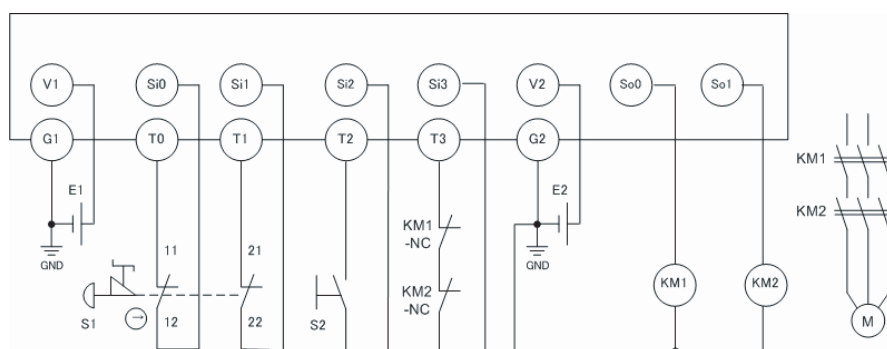 V1 Si0 Si1 Si2 Si3 V2 So0 So1
G1 T0 T1 T2 T3 G2
KM1
E1 E2
KM2
KM1
-NC
GND GND
11 21
KM2
-NC
KM1 KM2
S1 12 22 S2
M